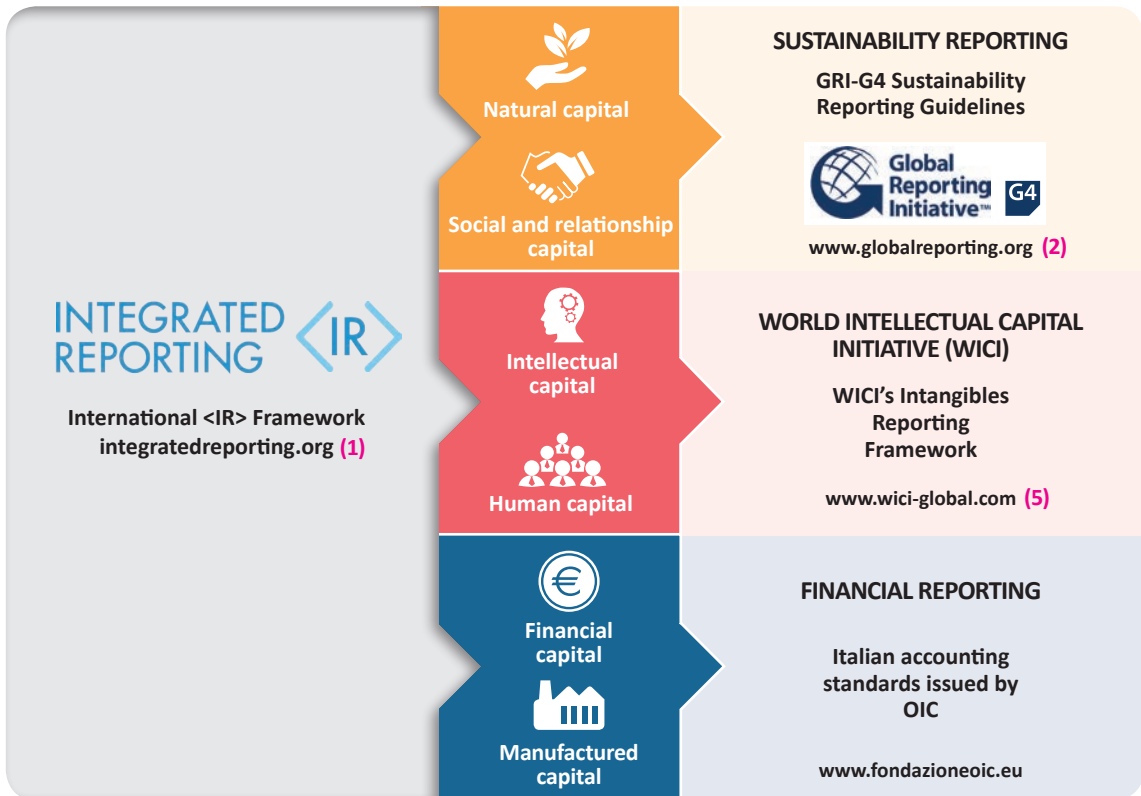 INTEGRATED
REPORTING
<IR>
International <IR> Framework
integratedreporting.org (1)
Natural capital
Social and relationship
capital
SUSTAINABILITY REPORTING
GRI-G4 Sustainability
Reporting Guidelines
Global
Reporting
Initiative™
G4
www.globalreporting.org (2)
Intellectual
capital
Human capital
WORLD INTELLECTUAL CAPITAL
INITIATIVE (WICI)
WICI’s Intangibles
Reporting
Framework
www.wici-global.com (5)
€
Financial
capital
Manufactured
capital
FINANCIAL REPORTING
Italian accounting
standards issued by
OIC
www.fondazioneoic.eu